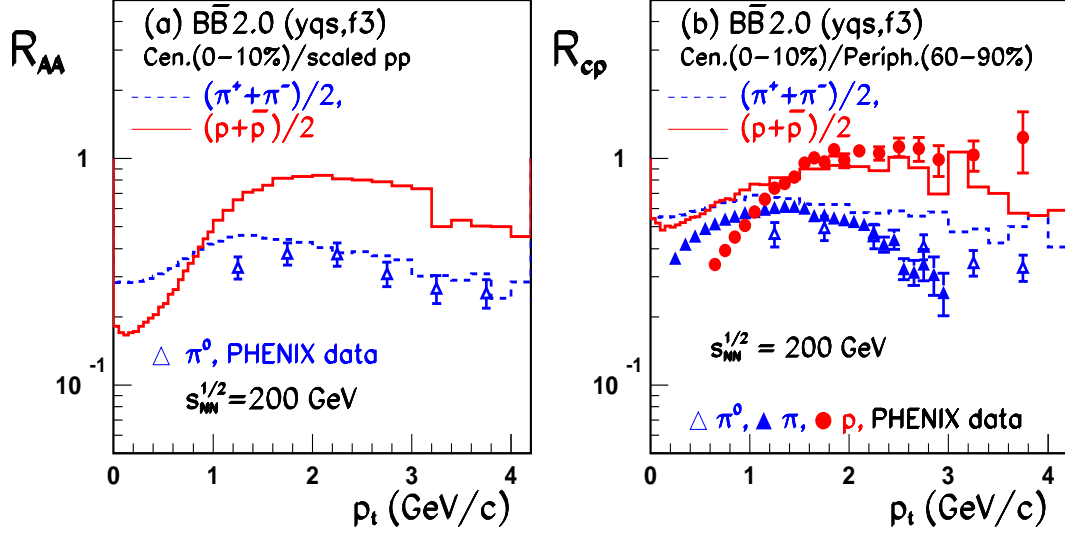 (a) BB̄ 2.0 (yqs,f3)
R_AA
Cen.(0−10%)/scaled pp
(π⁺+π⁻)/2,
(p+p̄)/2
1
△ π⁰, PHENIX data
10⁻¹
s_NN^1/2=200 GeV
0 1 2 3 4
p_t (GeV/c)
(b) BB̄ 2.0 (yqs,f3)
R_cp
Cen.(0−10%)/Periph.(60−90%)
(π⁺+π⁻)/2,
(p+p̄)/2
1
s_NN^1/2 = 200 GeV
10⁻¹
△ π⁰, ▲ π, ● p, PHENIX data
0 1 2 3 4
p_t (GeV/c)